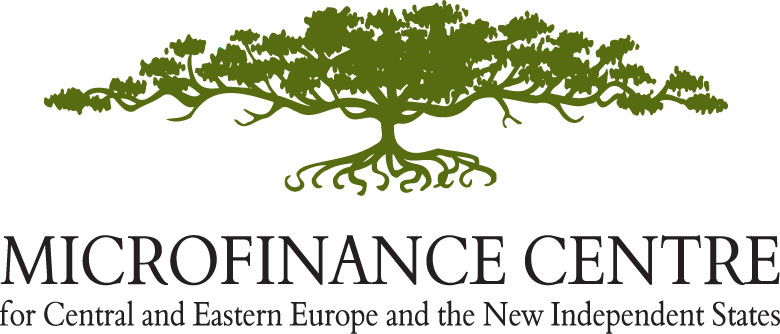 MICROFINANCE CENTRE
for Central and Eastern Europe and the New Independent States